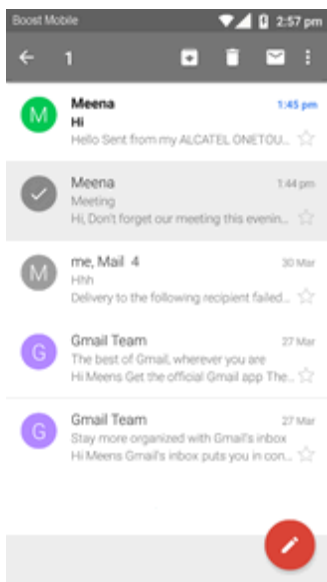 Boost Mobile 2:57 pm
1
M Meena 1:45 pm
Hi
Hello Sent from my ALCATEL ONETOU...
Meena 1:44 pm
Meeting
Hi, Don't forget our meeting this evenin...
M me, Mail 4 30 Mar
Hhh
Delivery to the following recipient failed...
G Gmail Team 27 Mar
The best of Gmail, wherever you are
Hi Meens Get the official Gmail app The...
G Gmail Team 27 Mar
Stay more organized with Gmail's inbox
Hi Meens Gmail's inbox puts you in con...